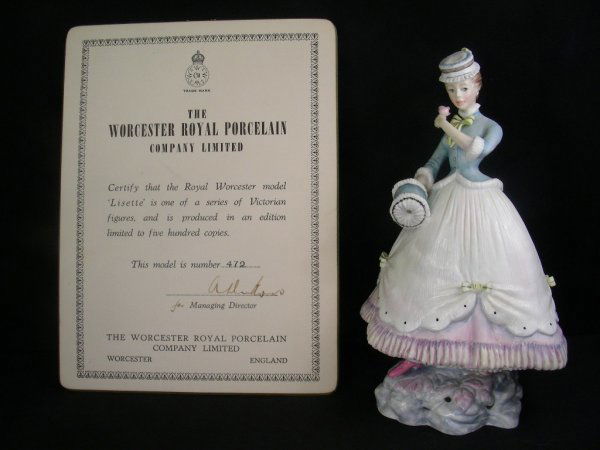 TRADE MARK
THE
WORCESTER ROYAL PORCELAIN
COMPANY LIMITED
Certify that the Royal Worcester model
'Lisette' is one of a series of Victorian
figures, and is produced in an edition
limited to five hundred copies.
This model is number 472
for Managing Director
THE WORCESTER ROYAL PORCELAIN
COMPANY LIMITED
WORCESTER ENGLAND